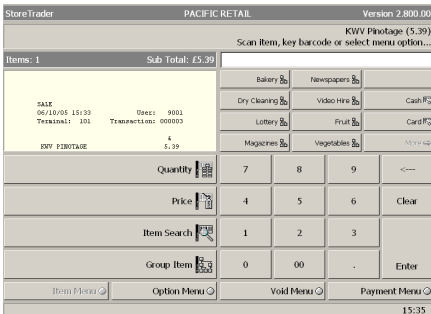 StoreTrader PACIFIC RETAIL Version 2.800.00
KWV Pinotage (5.39)
Scan item, key barcode or select menu option...
Items: 1 Sub Total: £5.39
Bakery Newspapers
SALE
06/10/05 15:33 User: 9001
Terminal: 101 Transaction: 000003
&
KWV PINOTAGE 5.39
Dry Cleaning Video Hire Cash
Lottery Fruit Card
Magazines Vegetables More
Quantity 7 8 9 <---
Price 4 5 6 Clear
Item Search 1 2 3
Group Item 0 00 . Enter
Item Menu Option Menu Void Menu Payment Menu
15:35